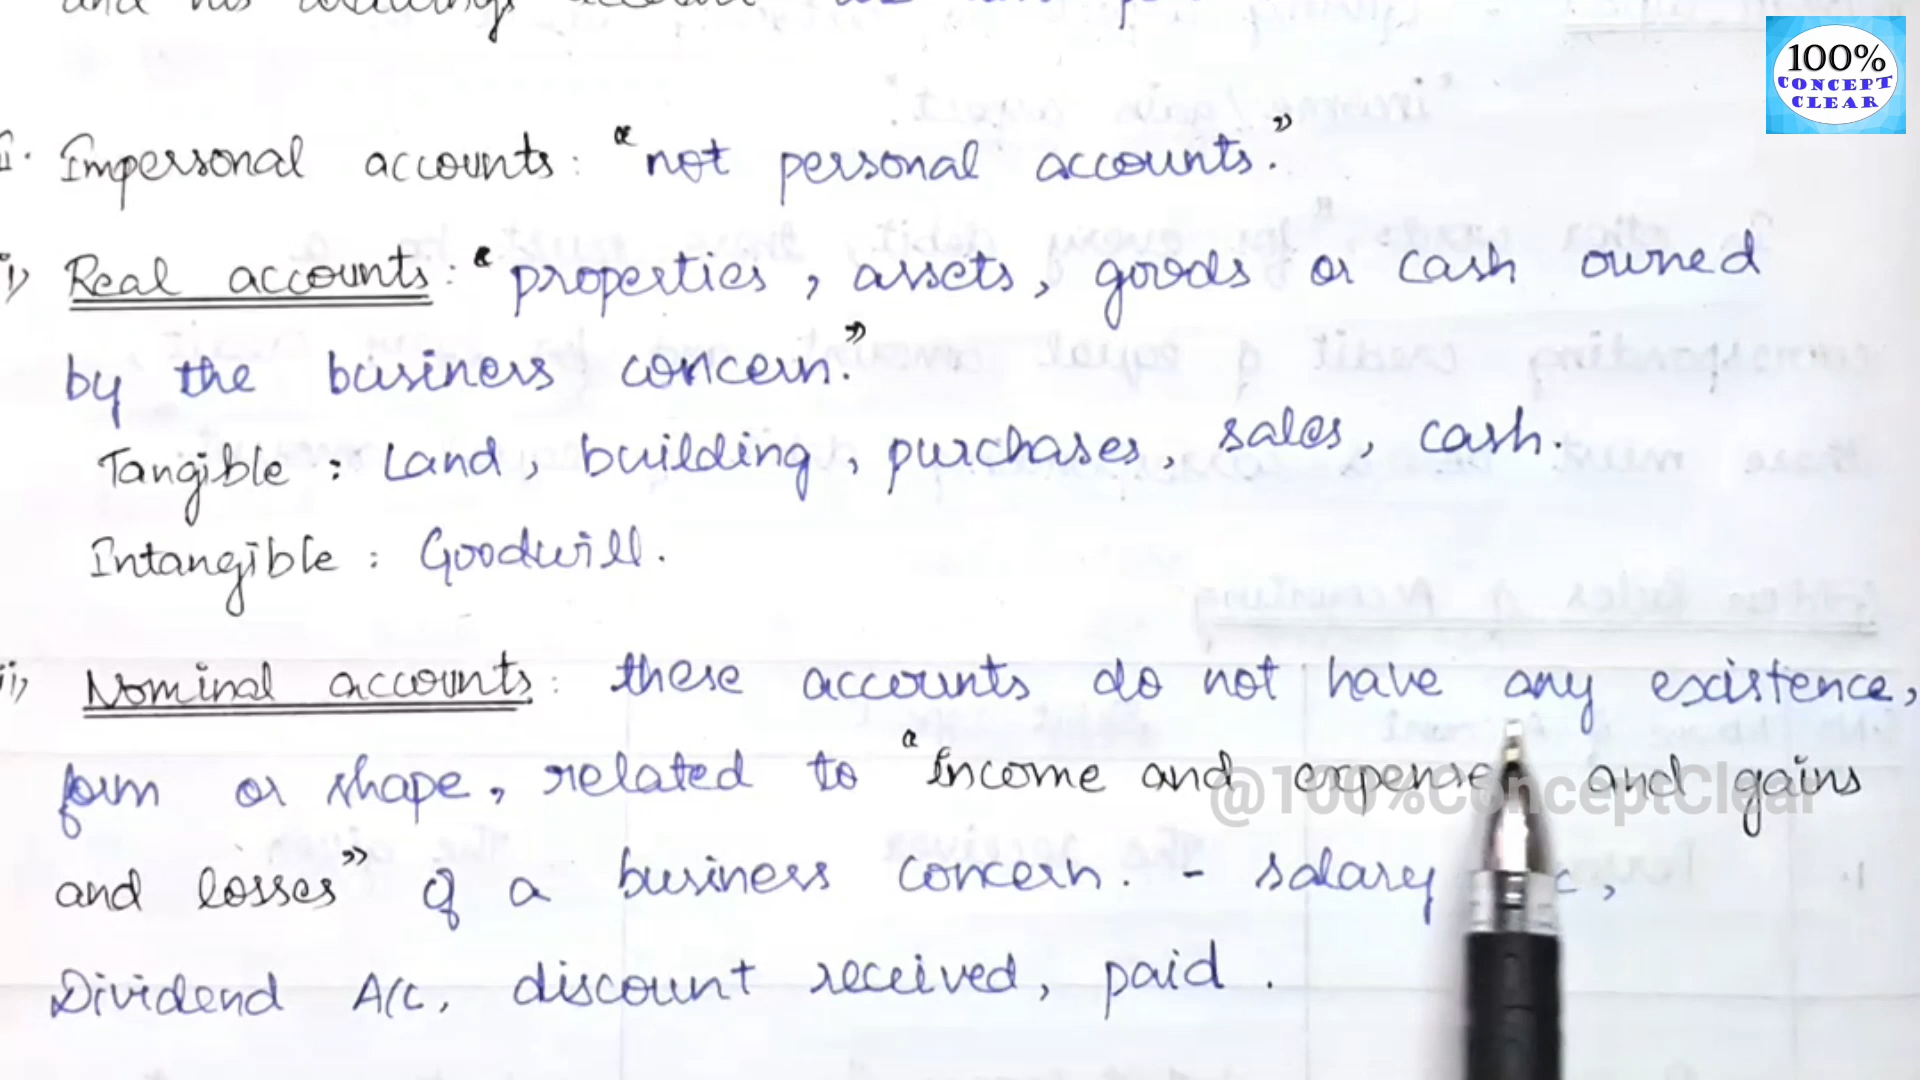 100%
CONCEPT
CLEAR
II. Impersonal accounts: "not personal accounts."
i) Real accounts: "properties, assets, goods or cash owned
by the business concern."
Tangible: Land, building, purchases, sales, cash.
Intangible: Goodwill.
ii) Nominal accounts: these accounts do not have any existence,
form or shape, related to "Income and expense and gains
@100%ConceptClear
and losses" of a business concern. - salary
Dividend A/C, discount received, paid.